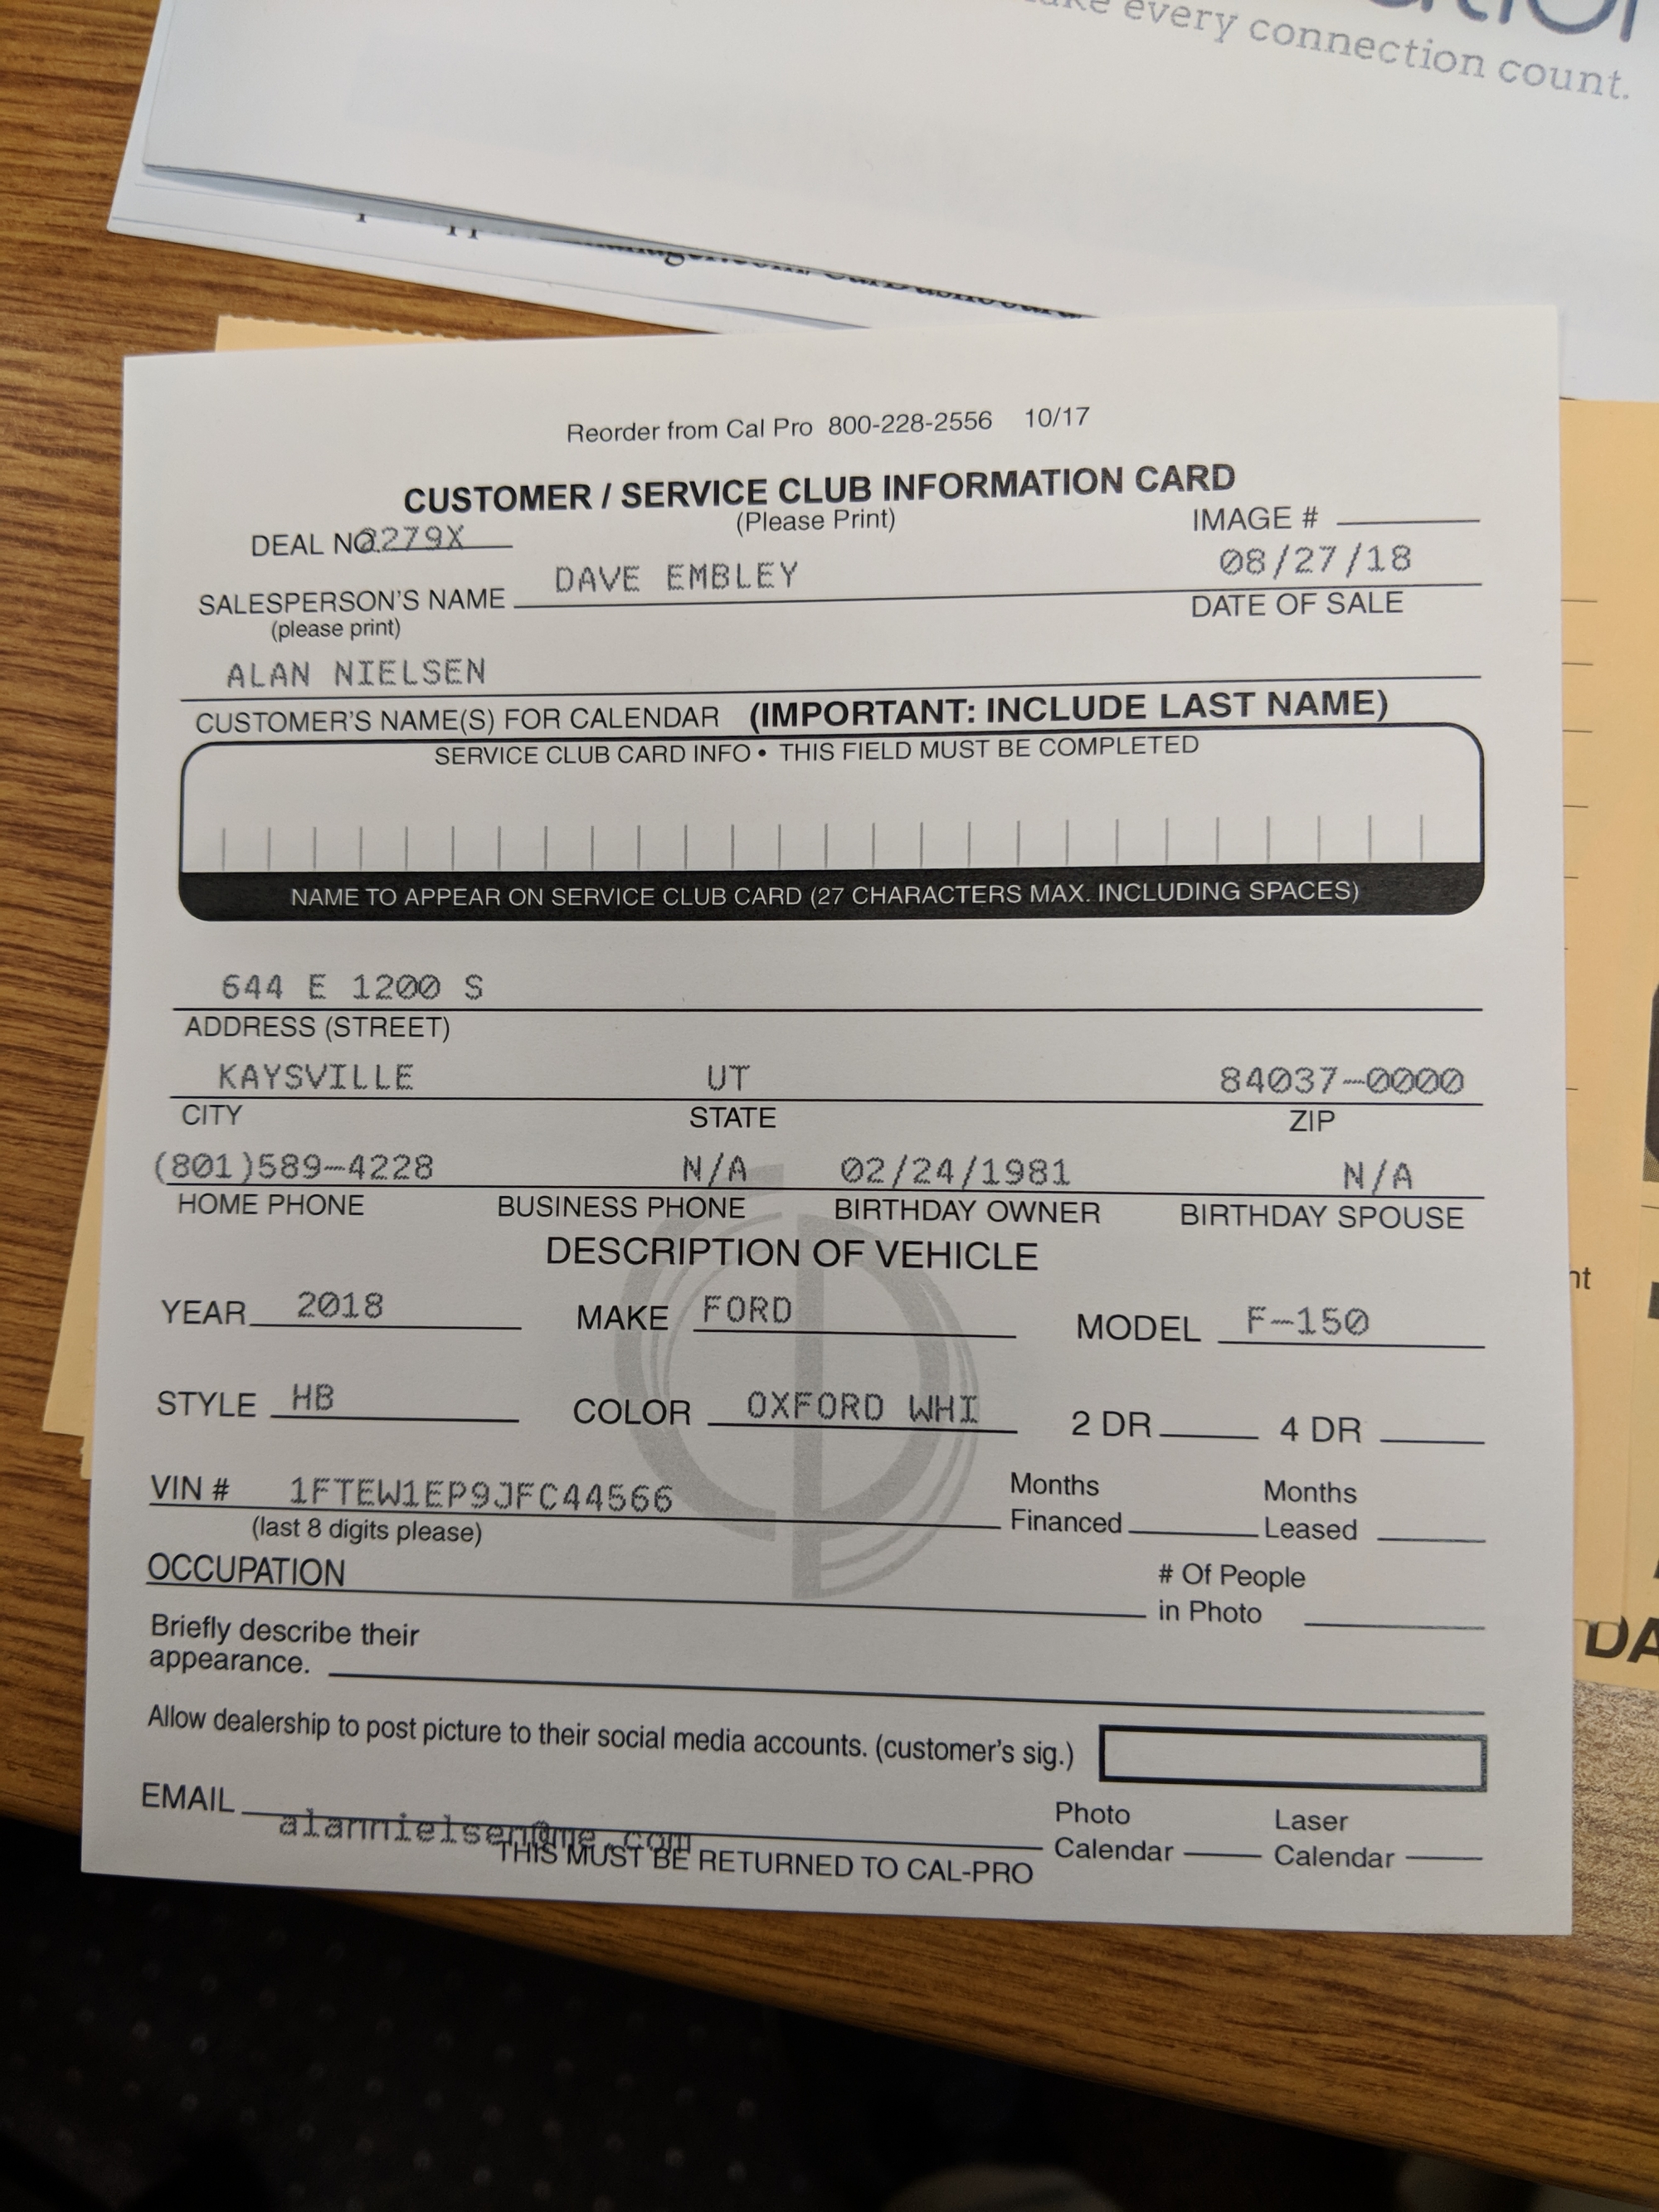 ke every connection count.
Reorder from Cal Pro 800-228-2556 10/17
CUSTOMER / SERVICE CLUB INFORMATION CARD
(Please Print)
IMAGE #
DEAL NO. 279X
DAVE EMBLEY
08/27/18
SALESPERSON'S NAME
DATE OF SALE
(please print)
ALAN NIELSEN
CUSTOMER'S NAME(S) FOR CALENDAR (IMPORTANT: INCLUDE LAST NAME)
SERVICE CLUB CARD INFO • THIS FIELD MUST BE COMPLETED
NAME TO APPEAR ON SERVICE CLUB CARD (27 CHARACTERS MAX. INCLUDING SPACES)
644 E 1200 S
ADDRESS (STREET)
KAYSVILLE UT 84037-0000
CITY STATE ZIP
(801)589-4228 N/A 02/24/1981 N/A
HOME PHONE BUSINESS PHONE BIRTHDAY OWNER BIRTHDAY SPOUSE
DESCRIPTION OF VEHICLE
YEAR 2018 MAKE FORD MODEL F-150
STYLE HB COLOR OXFORD WHI 2 DR 4 DR
VIN # 1FTEW1EP9JFC44566 Months Months
(last 8 digits please) Financed Leased
OCCUPATION # Of People
in Photo
Briefly describe their
appearance.
Allow dealership to post picture to their social media accounts. (customer's sig.)
EMAIL alannielsen@me.com Photo Laser
Calendar Calendar
THIS MUST BE RETURNED TO CAL-PRO
nt
DA